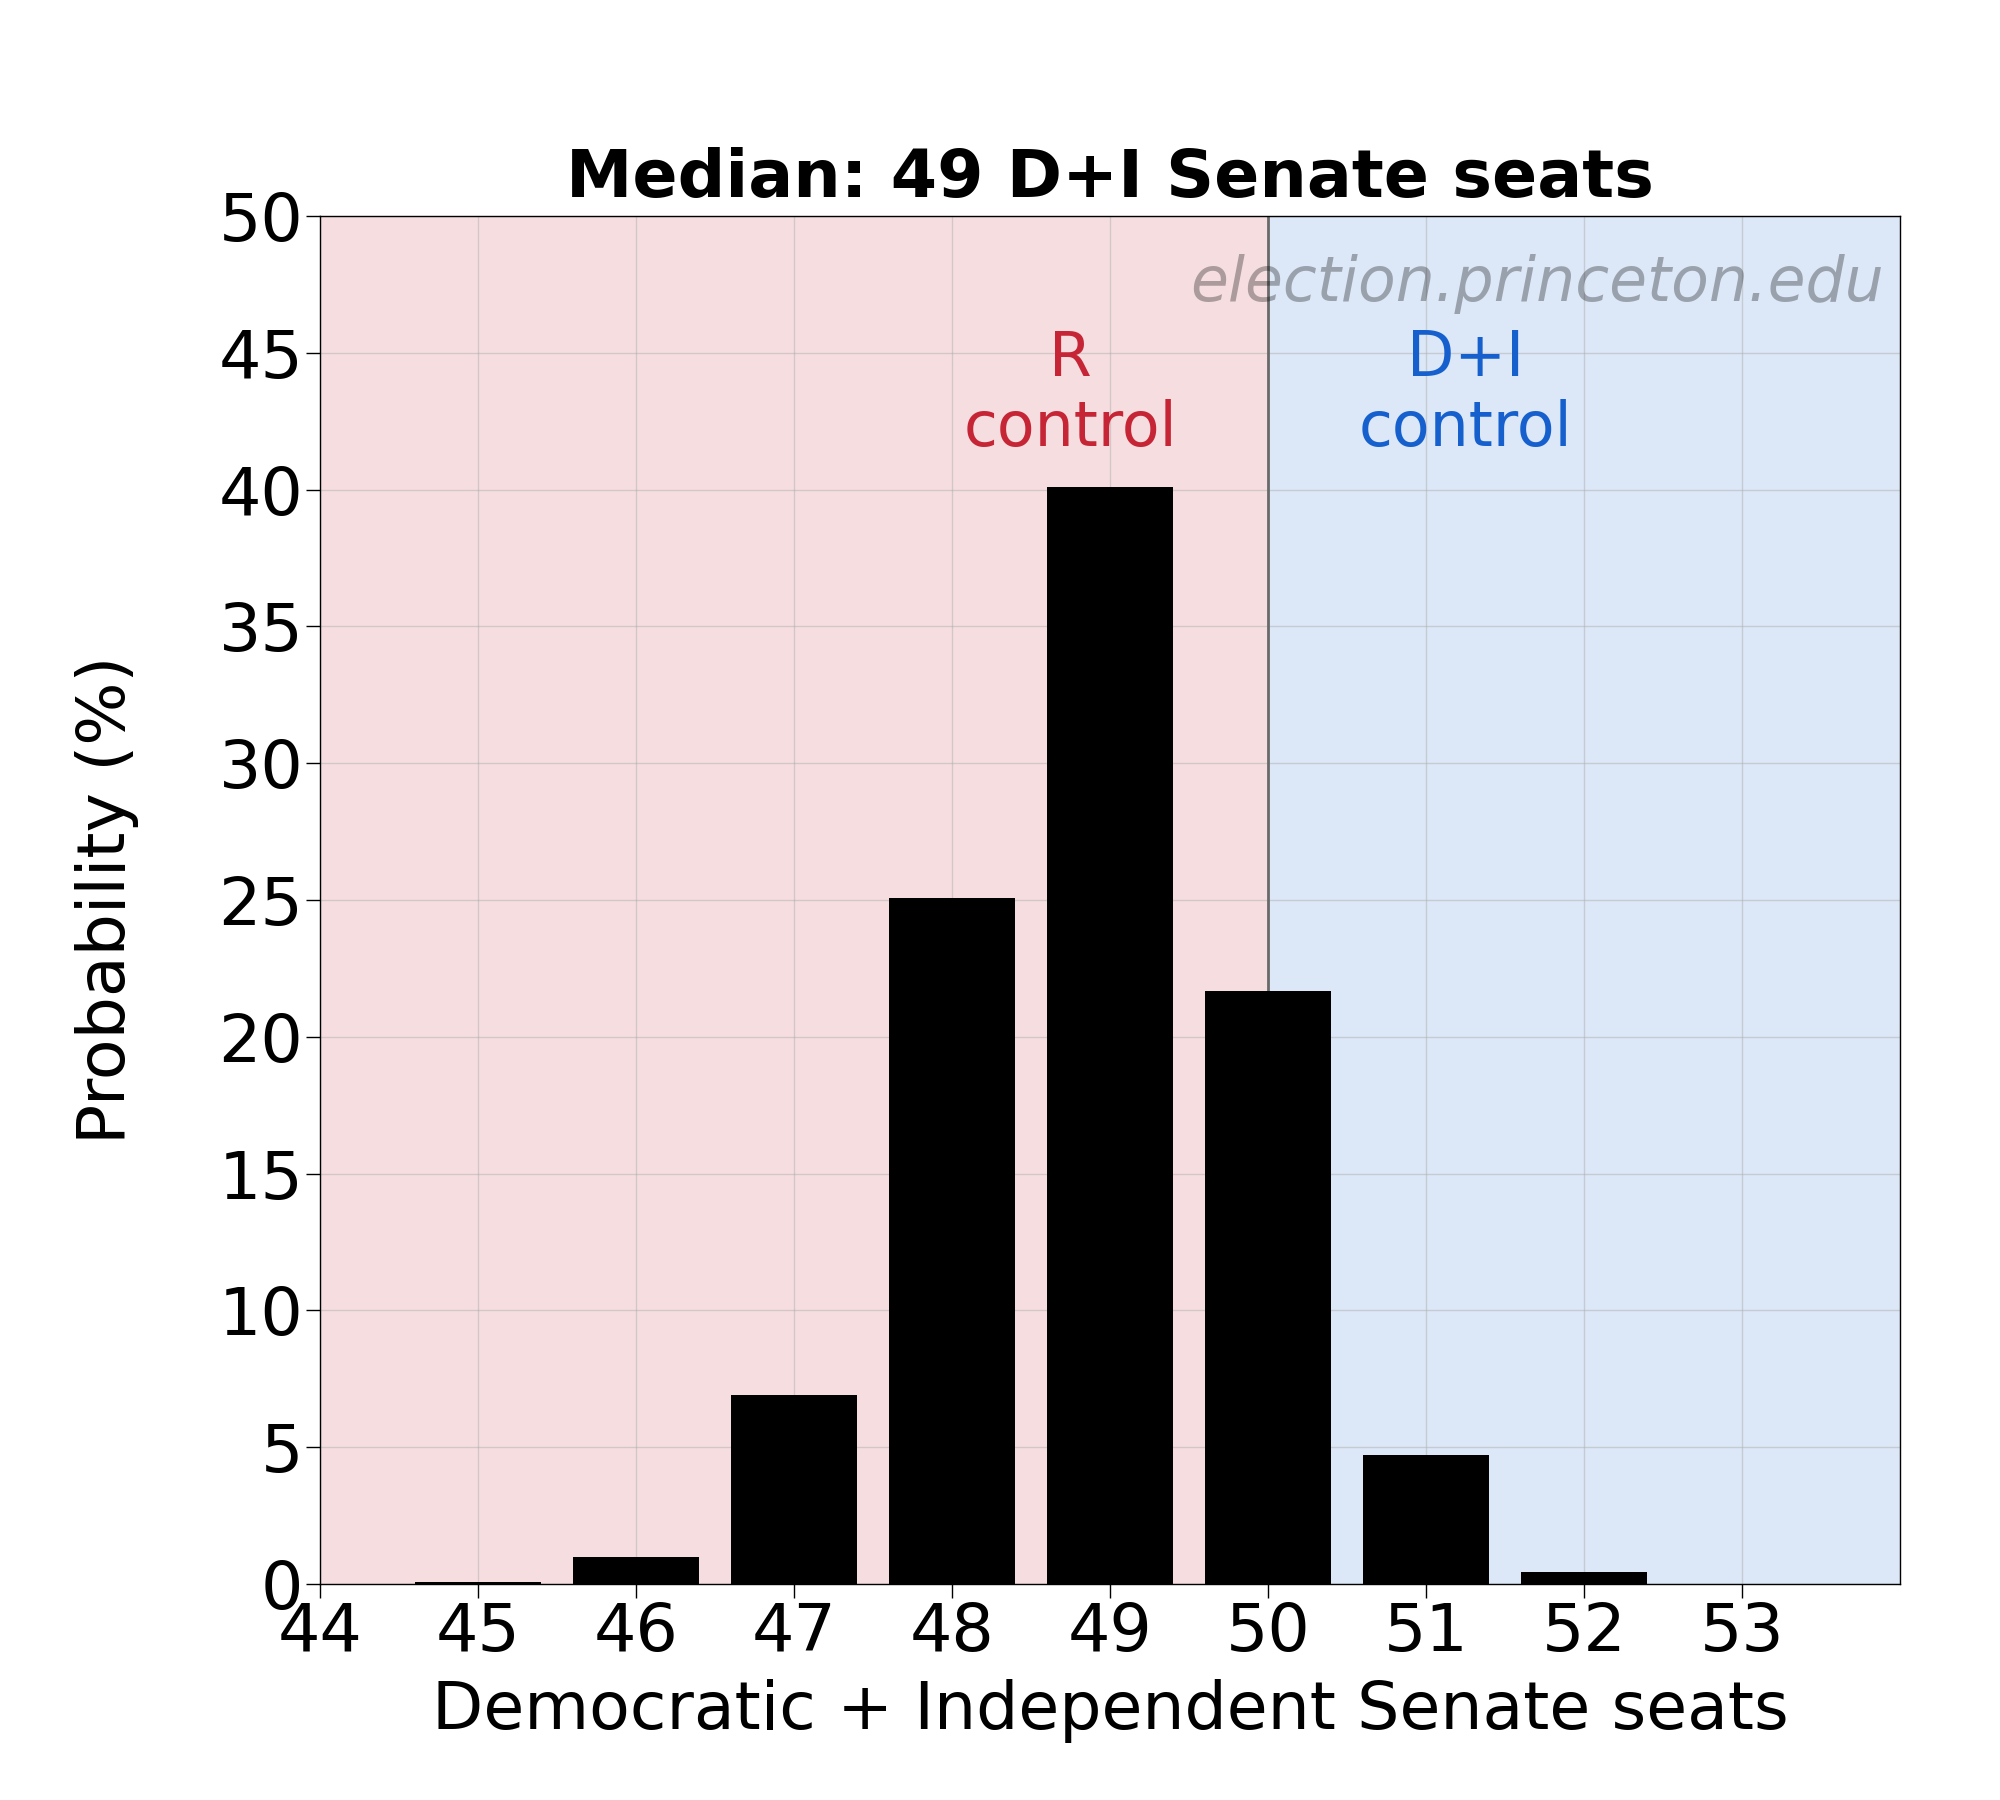 Median: 49 D+I Senate seats
election.princeton.edu
R
control
D+I
control
50
45
40
35
30
25
20
15
10
5
0
Probability (%)
44 45 46 47 48 49 50 51 52 53
Democratic + Independent Senate seats